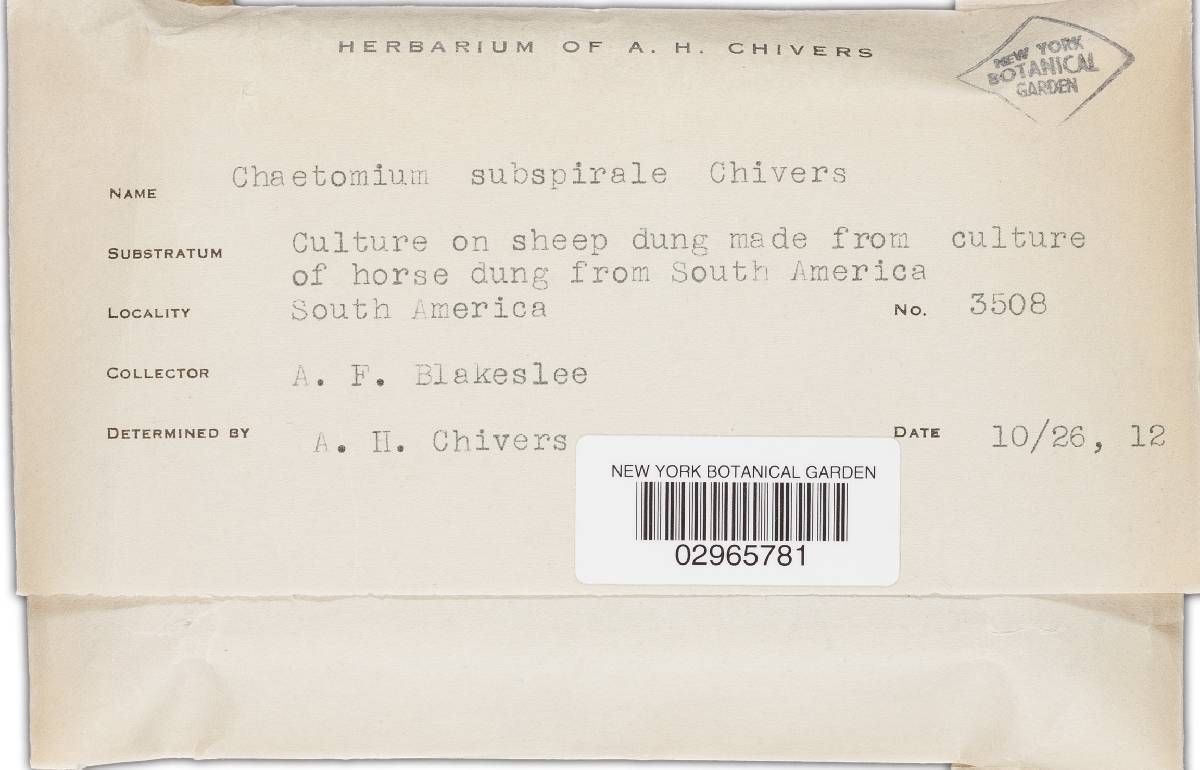 HERBARIUM OF A. H. CHIVERS
NEW YORK
BOTANICAL
GARDEN
NAME Chaetomium subspirale Chivers
SUBSTRATUM Culture on sheep dung made from culture
of horse dung from South America
LOCALITY South America No. 3508
COLLECTOR A. F. Blakeslee
DETERMINED BY A. H. Chivers DATE 10/26, 12
NEW YORK BOTANICAL GARDEN
02965781